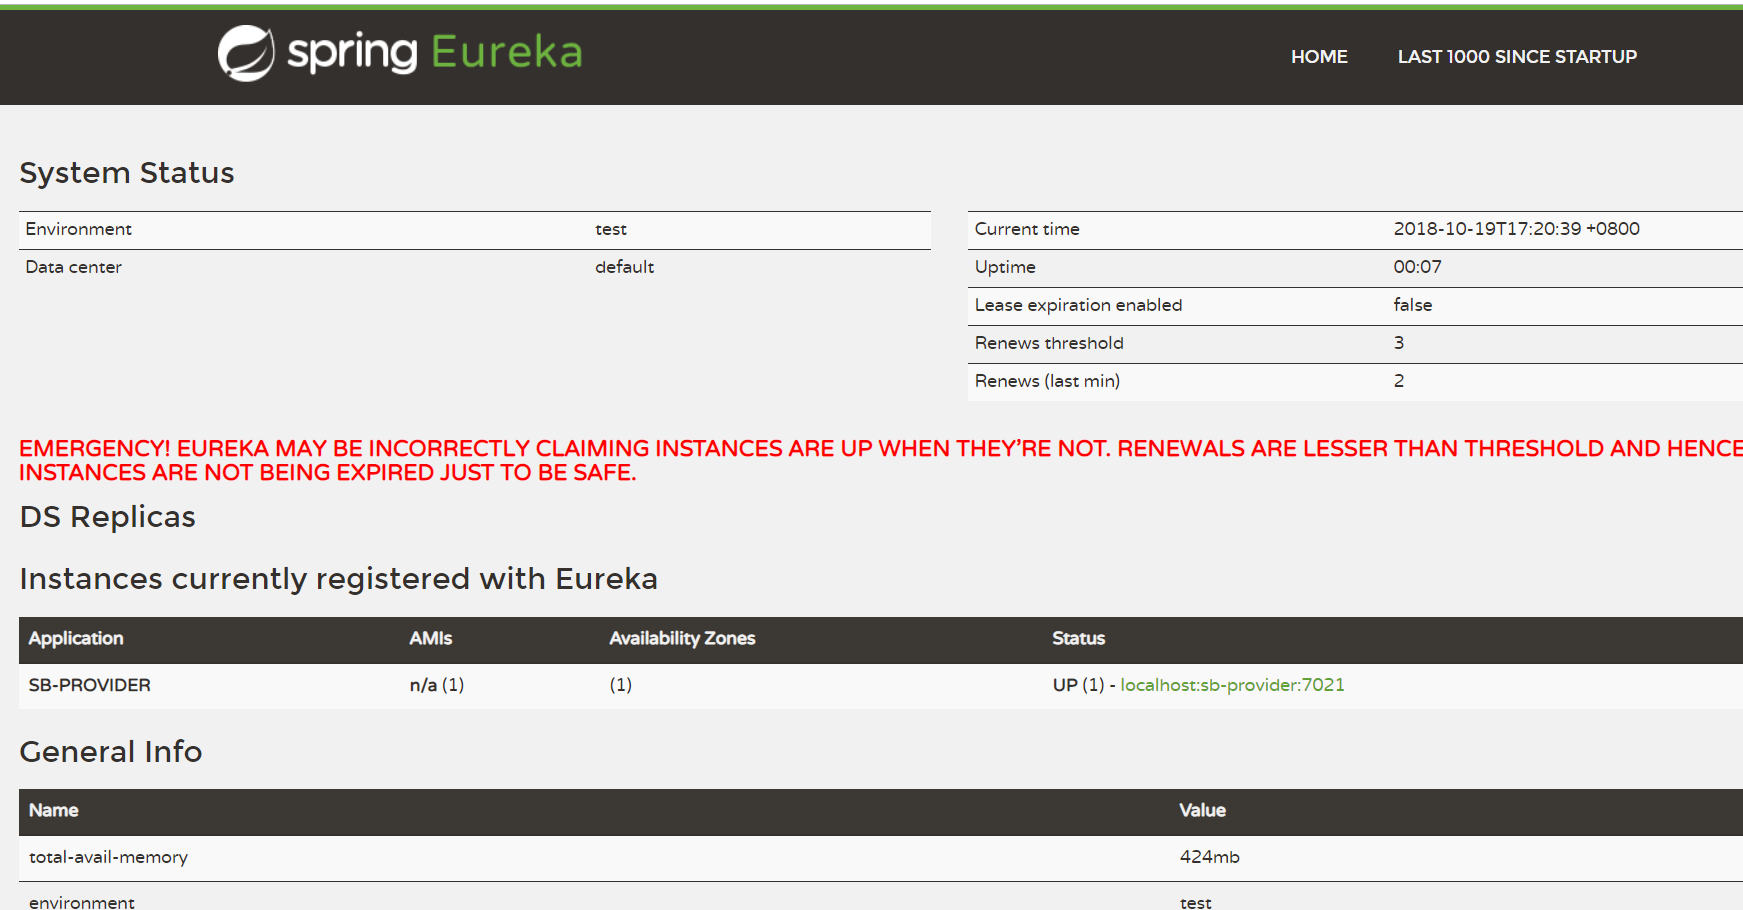 spring Eureka
HOME LAST 1000 SINCE STARTUP
System Status
Environment test
Data center default
Current time 2018-10-19T17:20:39 +0800
Uptime 00:07
Lease expiration enabled false
Renews threshold 3
Renews (last min) 2
EMERGENCY! EUREKA MAY BE INCORRECTLY CLAIMING INSTANCES ARE UP WHEN THEY'RE NOT. RENEWALS ARE LESSER THAN THRESHOLD AND HENCE
INSTANCES ARE NOT BEING EXPIRED JUST TO BE SAFE.
DS Replicas
Instances currently registered with Eureka
Application AMIs Availability Zones Status
SB-PROVIDER n/a (1) (1) UP (1) - localhost:sb-provider:7021
General Info
Name Value
total-avail-memory 424mb
environment test